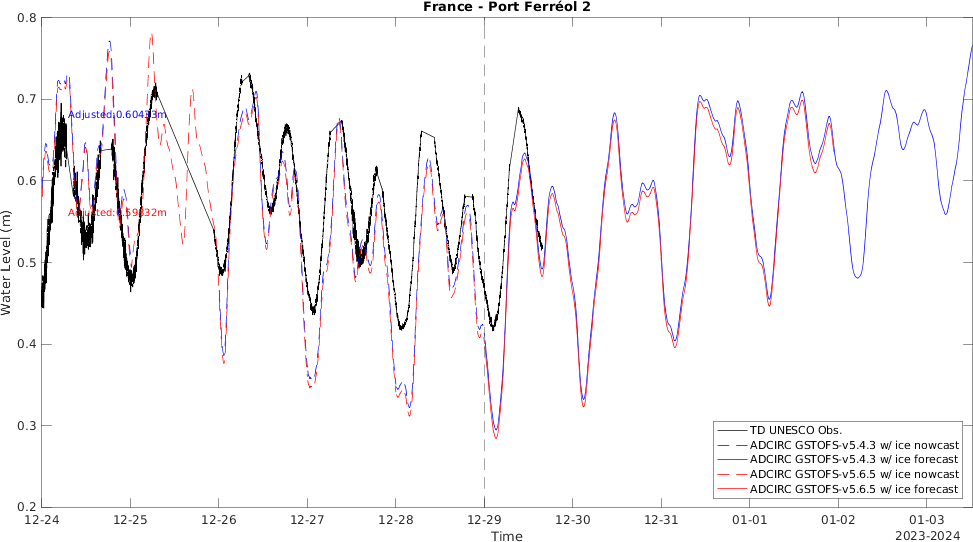 France - Port Ferréol 2
0.8
0.7
0.6
0.5
0.4
0.3
0.2
Water Level (m)
Adjusted:
Adjusted:
TD UNESCO Obs.
ADCIRC GSTOFS-v5.4.3 w/ ice nowcast
ADCIRC GSTOFS-v5.4.3 w/ ice forecast
ADCIRC GSTOFS-v5.6.5 w/ ice nowcast
ADCIRC GSTOFS-v5.6.5 w/ ice forecast
12-24 12-25 12-26 12-27 12-28 12-29 12-30 12-31 01-01 01-02 01-03
Time
2023-2024